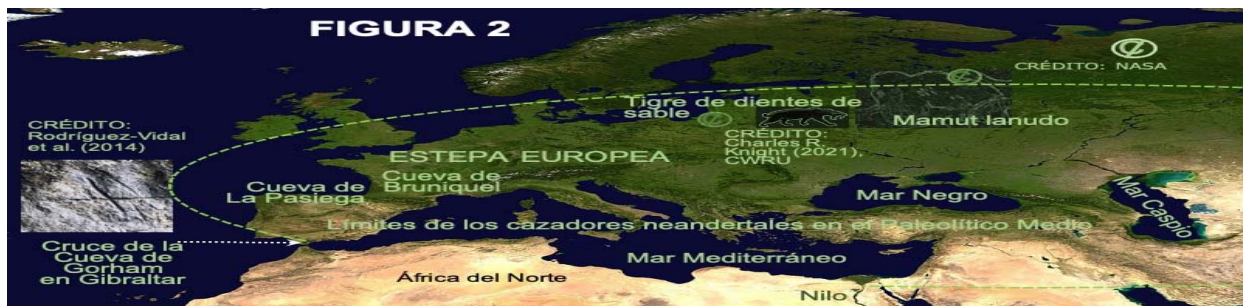 FIGURA 2
CRÉDITO: NASA
CRÉDITO:
Rodríguez-Vidal
et al. (2014)
Tigre de dientes de
sable
Mamut lanudo
CRÉDITO:
Charles R.
Knight (2021),
CWRU
ESTEPA EUROPEA
Cueva de
Bruniquel
Cueva de
La Pasiega
Mar Negro
Mar Caspio
Límites de los cazadores neandertales en el Paleolítico Medio
Cruce de la
Cueva de
Gorham
en Gibraltar
Mar Mediterráneo
África del Norte
Nilo